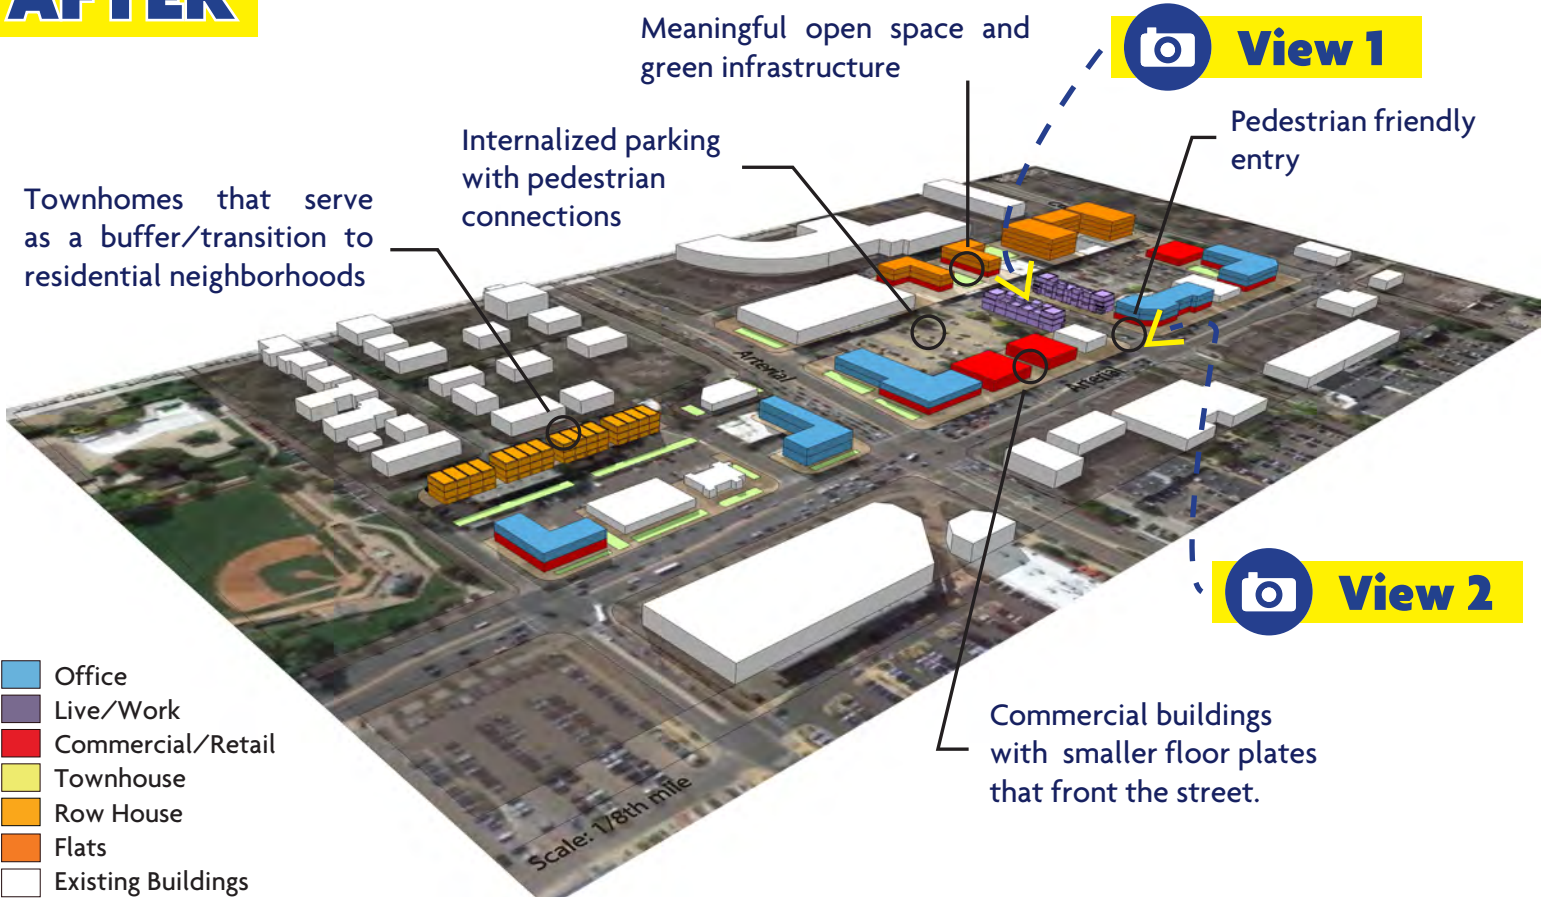 AFTER
Meaningful open space and
green infrastructure
View 1
Pedestrian friendly
entry
Internalized parking
with pedestrian
connections
Townhomes that serve
as a buffer/transition to
residential neighborhoods
Arterial
Arterial
View 2
Commercial buildings
with smaller floor plates
that front the street.
Scale: 1/8th mile
Office
Live/Work
Commercial/Retail
Townhouse
Row House
Flats
Existing Buildings